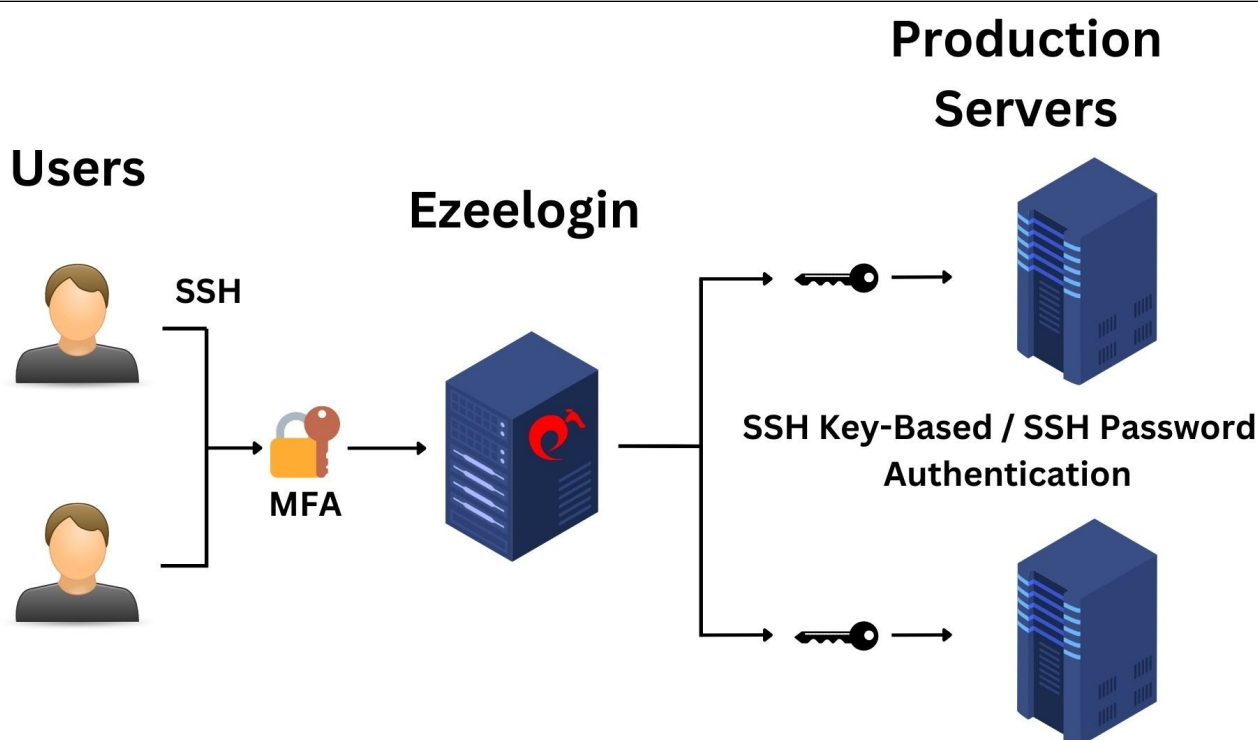 Production
Servers
Users
Ezeelogin
SSH
MFA
SSH Key-Based / SSH Password
Authentication